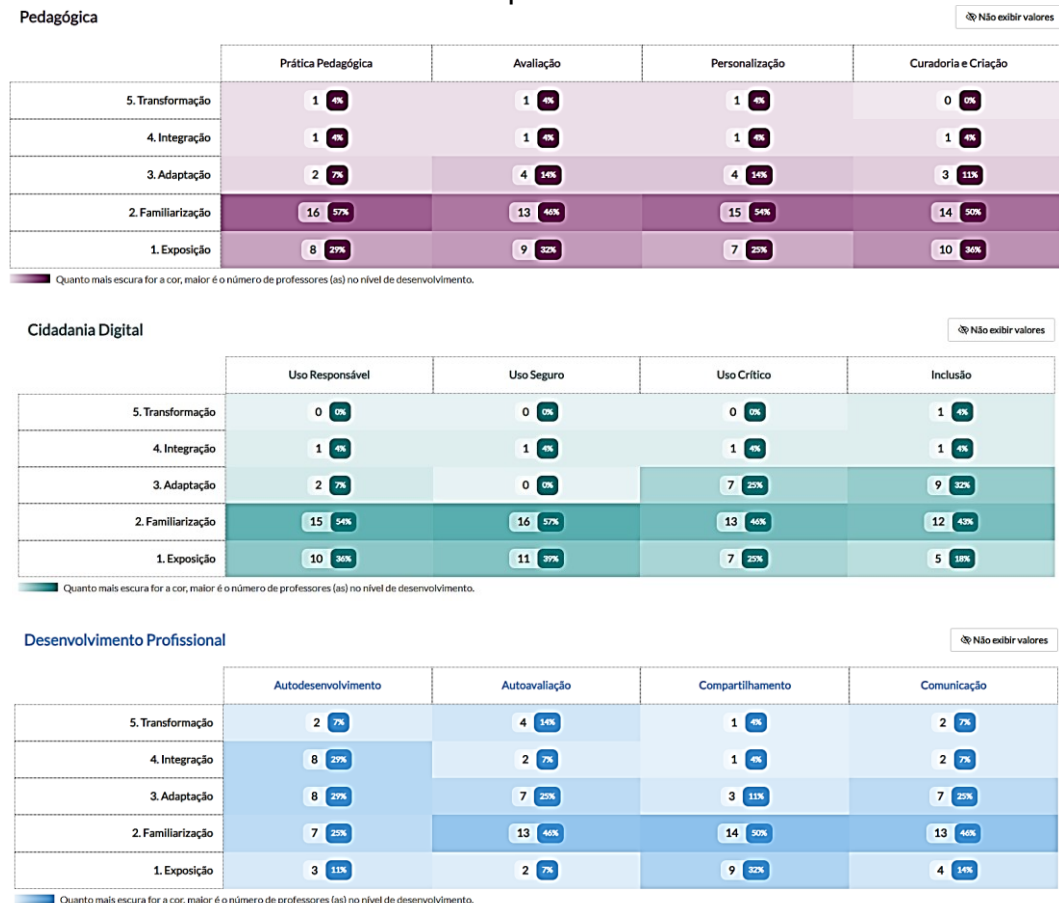 Pedagógica
Não exibir valores
Prática Pedagógica Avaliação Personalização Curadoria e Criação
5. Transformação 1 4% 1 4% 1 4% 0 0%
4. Integração 1 4% 1 4% 1 4% 1 4%
3. Adaptação 2 7% 4 14% 4 14% 3 11%
2. Familiarização 16 57% 13 46% 15 54% 14 50%
1. Exposição 8 29% 9 32% 7 25% 10 36%
Quanto mais escura for a cor, maior é o número de professores (as) no nível de desenvolvimento.
Cidadania Digital
Não exibir valores
Uso Responsável Uso Seguro Uso Crítico Inclusão
5. Transformação 0 0% 0 0% 0 0% 1 4%
4. Integração 1 4% 1 4% 1 4% 1 4%
3. Adaptação 2 7% 0 0% 7 25% 9 32%
2. Familiarização 15 54% 16 57% 13 46% 12 43%
1. Exposição 10 36% 11 39% 7 25% 5 18%
Quanto mais escura for a cor, maior é o número de professores (as) no nível de desenvolvimento.
Desenvolvimento Profissional
Não exibir valores
Autodesenvolvimento Autoavaliação Compartilhamento Comunicação
5. Transformação 2 7% 4 14% 1 4% 2 7%
4. Integração 8 29% 2 7% 1 4% 2 7%
3. Adaptação 8 29% 7 25% 3 11% 7 25%
2. Familiarização 7 25% 13 46% 14 50% 13 46%
1. Exposição 3 11% 2 7% 9 32% 4 14%
Quanto mais escura for a cor, maior é o número de professores (as) no nível de desenvolvimento.